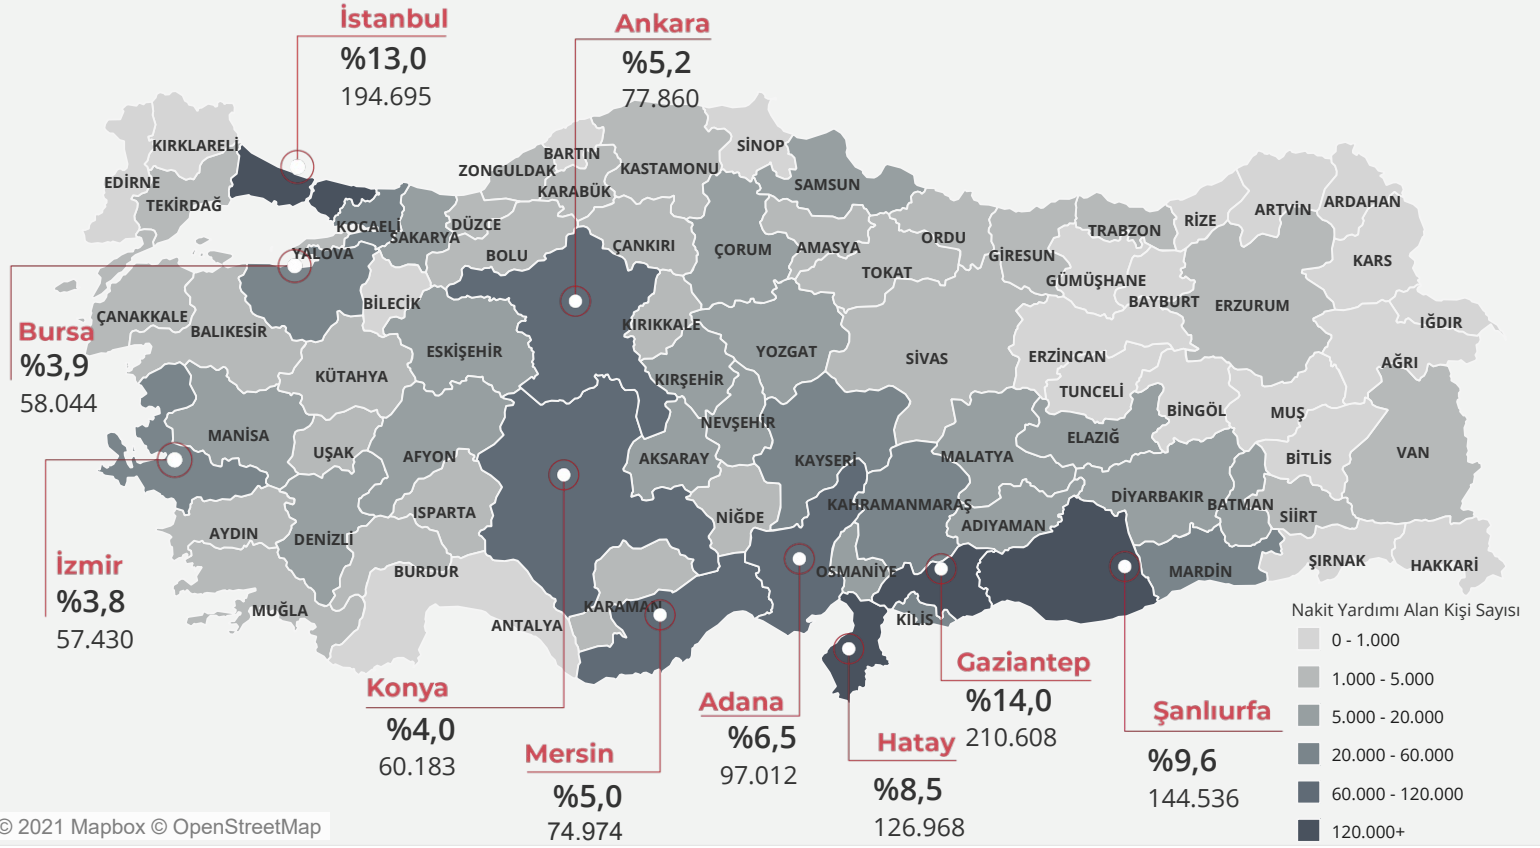 İstanbul
%13,0
194.695
Ankara
%5,2
77.860
KIRKLARELİ
EDİRNE
TEKİRDAĞ
ZONGULDAK
BARTIN
KARABÜK
KASTAMONU
SİNOP
SAMSUN
KOCAELİ
SAKARYA
DÜZCE
YALOVA
BOLU
ÇANKIRI
ÇORUM
AMASYA
ORDU
TOKAT
GİRESUN
TRABZON
RİZE
ARTVİN
ARDAHAN
KARS
GÜMÜŞHANE
BAYBURT
ERZURUM
IĞDIR
AĞRI
ÇANAKKALE
BALIKESİR
BİLECİK
Bursa
%3,9
58.044
KÜTAHYA
ESKİŞEHİR
KIRIKKALE
KIRŞEHİR
YOZGAT
SİVAS
ERZİNCAN
TUNCELİ
BİNGÖL
MUŞ
BİTLİS
VAN
MANİSA
UŞAK
AFYON
NEVŞEHİR
AKSARAY
KAYSERİ
MALATYA
ELAZIĞ
DİYARBAKIR
BATMAN
SİİRT
ŞIRNAK
HAKKARİ
İzmir
%3,8
57.430
AYDIN
DENİZLİ
ISPARTA
BURDUR
MUĞLA
ANTALYA
NİĞDE
KARAMAN
KAHRAMANMARAŞ
ADIYAMAN
OSMANİYE
KİLİS
MARDİN
Konya
%4,0
60.183
Mersin
%5,0
74.974
Adana
%6,5
97.012
Hatay
%8,5
126.968
Gaziantep
%14,0
210.608
Şanlıurfa
%9,6
144.536
Nakit Yardımı Alan Kişi Sayısı
0 - 1.000
1.000 - 5.000
5.000 - 20.000
20.000 - 60.000
60.000 - 120.000
120.000+
© 2021 Mapbox © OpenStreetMap